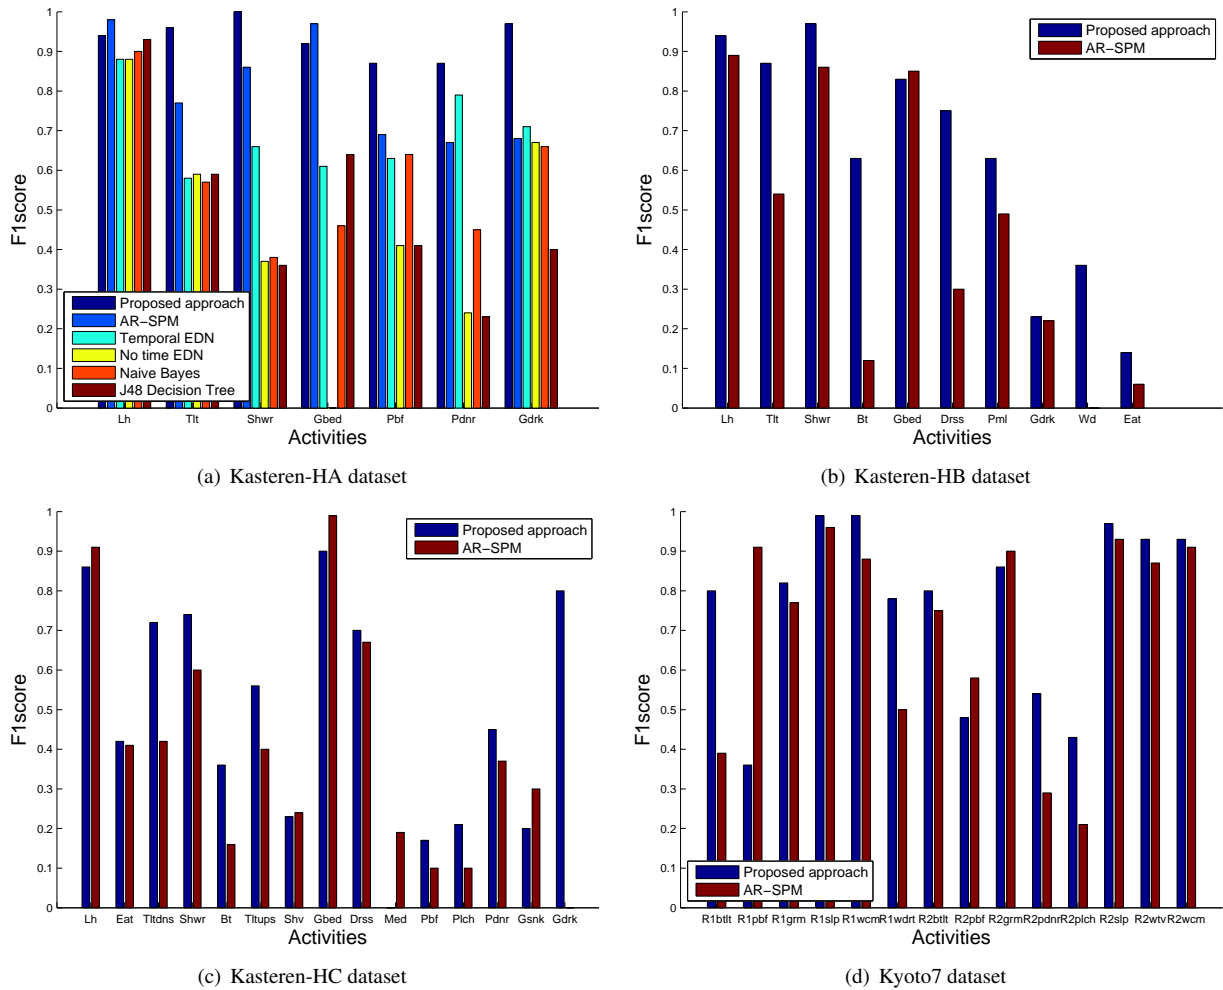 1
0.9
0.8
0.7
0.6
0.5
0.4
0.3
0.2
0.1
0
F1score
Proposed approach
AR-SPM
Temporal EDN
No time EDN
Naive Bayes
J48 Decision Tree
Lh Tlt Shwr Gbed Pbf Pdnr Gdrk
Activities
(a) Kasteren-HA dataset
1
0.9
0.8
0.7
0.6
0.5
0.4
0.3
0.2
0.1
0
F1score
Proposed approach
AR-SPM
Lh Tlt Shwr Bt Gbed Drss Pml Gdrk Wd Eat
Activities
(b) Kasteren-HB dataset
1
0.9
0.8
0.7
0.6
0.5
0.4
0.3
0.2
0.1
0
F1score
Proposed approach
AR-SPM
Lh Eat Tltdns Shwr Bt Tltups Shv Gbed Drss Med Pbf Plch Pdnr Gsnk Gdrk
Activities
(c) Kasteren-HC dataset
1
0.9
0.8
0.7
0.6
0.5
0.4
0.3
0.2
0.1
0
F1score
Proposed approach
AR-SPM
R1btlt R1pbf R1grm R1slp R1wcm R1wdrt R2btlt R2pbf R2grm R2pdnr R2plch R2slp R2wtv R2wcm
Activities
(d) Kyoto7 dataset